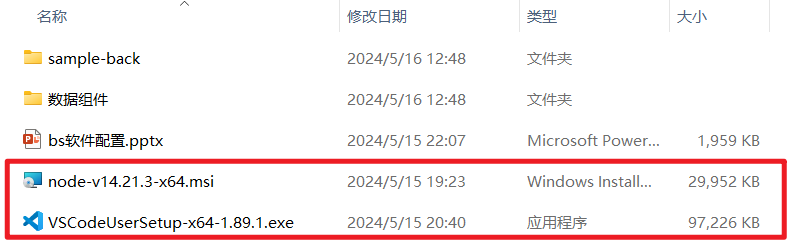 名称 修改日期 类型 大小
sample-back 2024/5/16 12:48 文件夹
数据组件 2024/5/16 12:48 文件夹
bs软件配置.pptx 2024/5/15 22:07 Microsoft Power... 1,959 KB
node-v14.21.3-x64.msi 2024/5/15 19:23 Windows Install... 29,952 KB
VSCodeUserSetup-x64-1.89.1.exe 2024/5/15 20:40 应用程序 97,226 KB